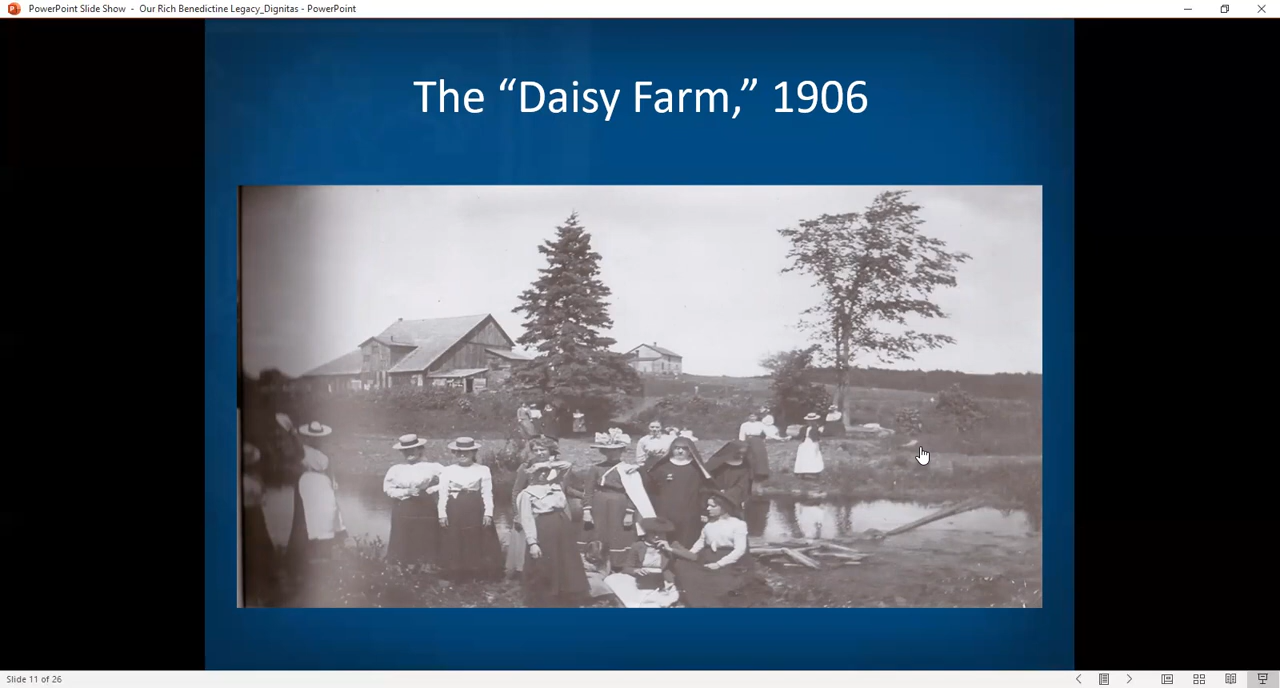 PowerPoint Slide Show - Our Rich Benedictine Legacy_Dignitas - PowerPoint
The “Daisy Farm,” 1906
Slide 11 of 26